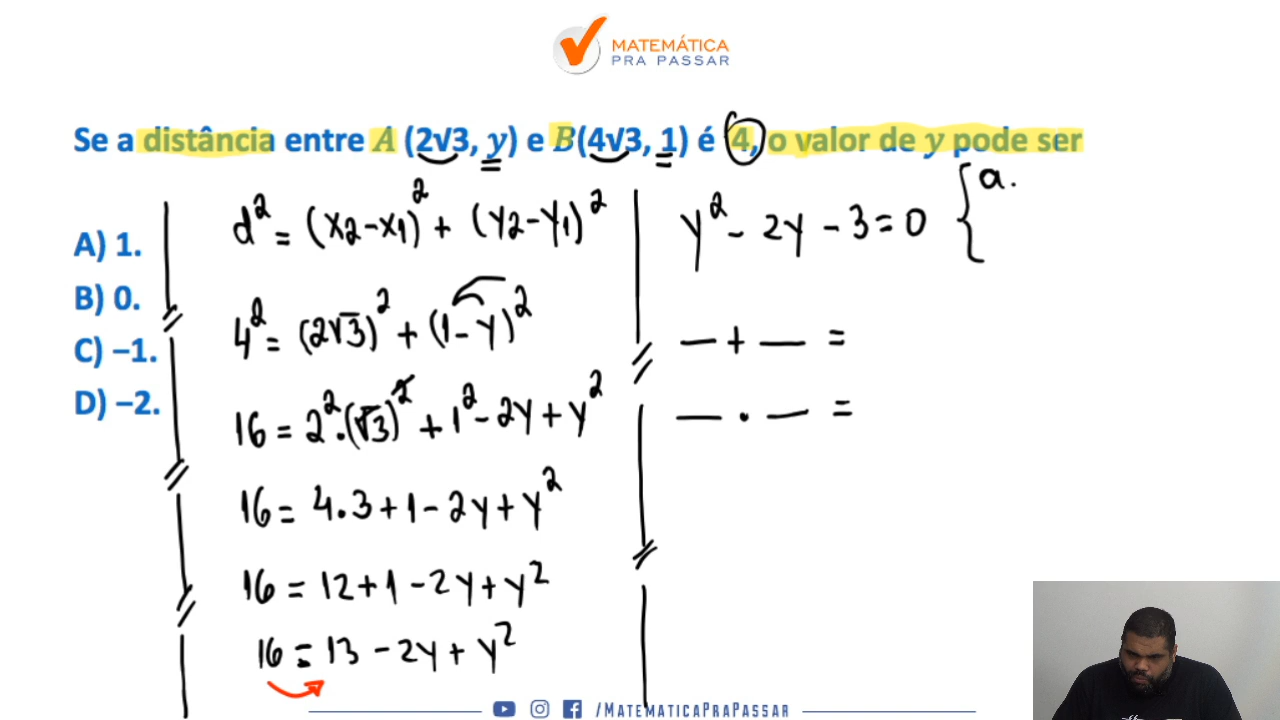 MATEMÁTICA
PRA PASSAR
Se a distância entre A (2√3, y) e B(4√3, 1) é 4, o valor de y pode ser
A) 1.
B) 0.
C) –1.
D) –2.
d² = (x2-x1)² + (y2-y1)²
4² = (2√3)² + (1-y)²
16 = 2².(√3)² + 1² - 2y + y²
16 = 4.3 + 1 - 2y + y²
16 = 12 + 1 - 2y + y²
16 = 13 - 2y + y²
y² - 2y - 3 = 0 { a.
— + — =
— . — =
/MatematicaPraPassar